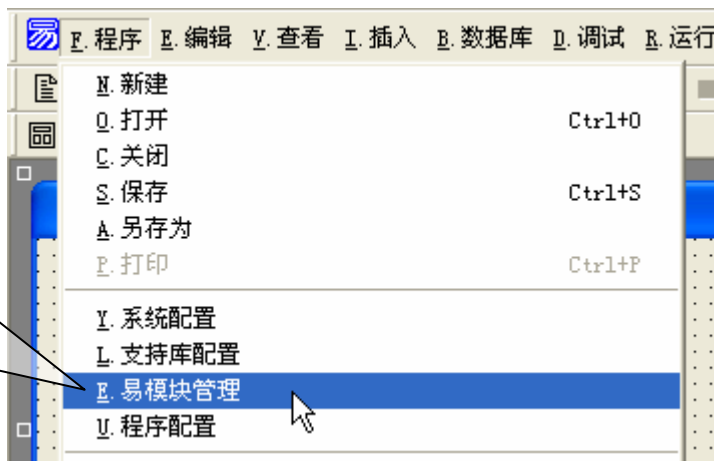 易 F.程序 E.编辑 V.查看 I.插入 B.数据库 D.调试 R.运行
N.新建
O.打开 Ctrl+O
C.关闭
S.保存 Ctrl+S
A.另存为
P.打印 Ctrl+P
Y.系统配置
L.支持库配置
E.易模块管理
U.程序配置